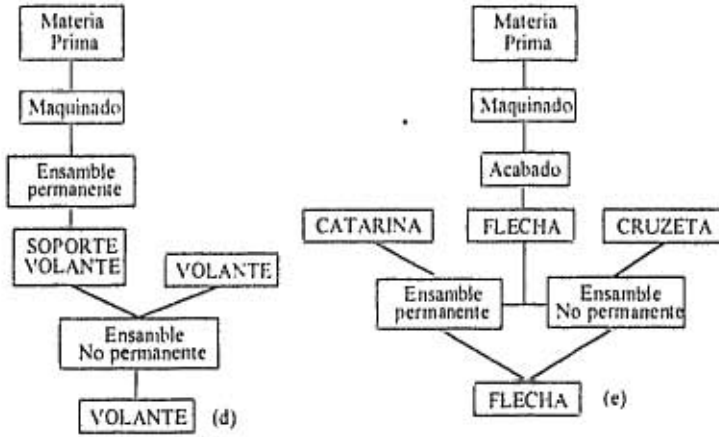 Materia
Prima
Maquinado
Ensamble
permanente
SOPORTE
VOLANTE
VOLANTE
Ensamble
No permanente
VOLANTE
(d)
Materia
Prima
Maquinado
Acabado
CATARINA
FLECHA
CRUZETA
Ensamble
permanente
Ensamble
No permanente
FLECHA
(e)